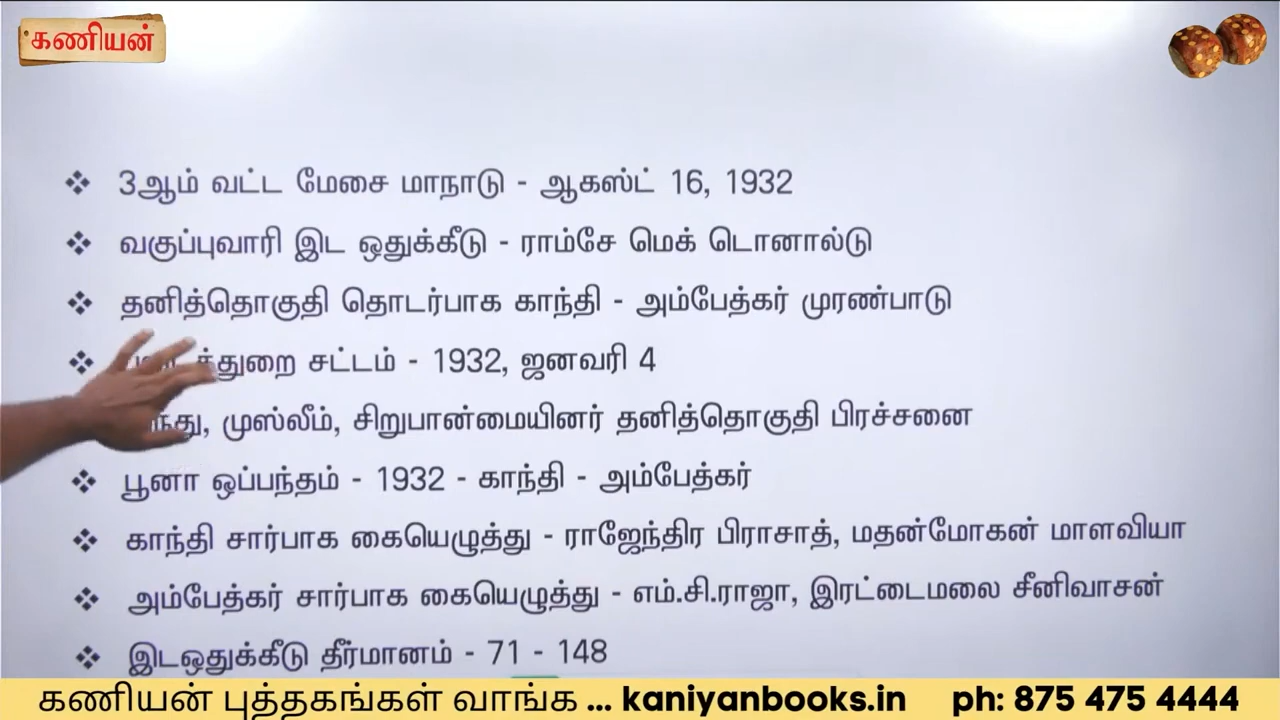 கணியன்
3ஆம் வட்ட மேசை மாநாடு - ஆகஸ்ட் 16, 1932
வகுப்புவாரி இட ஒதுக்கீடு - ராம்சே மெக் டொனால்டு
தனித்தொகுதி தொடர்பாக காந்தி - அம்பேத்கர் முரண்பாடு
சட்டம் - 1932, ஜனவரி 4
முஸ்லீம், சிறுபான்மையினர் தனித்தொகுதி பிரச்சனை
பூனா ஒப்பந்தம் - 1932 - காந்தி - அம்பேத்கர்
காந்தி சார்பாக கையெழுத்து - ராஜேந்திர பிராசாத், மதன்மோகன் மாளவியா
அம்பேத்கர் சார்பாக கையெழுத்து - எம்.சி.ராஜா, இரட்டைமலை சீனிவாசன்
இடஒதுக்கீடு தீர்மானம் - 71 - 148
கணியன் புத்தகங்கள் வாங்க ... kaniyanbooks.in ph: 875 475 4444